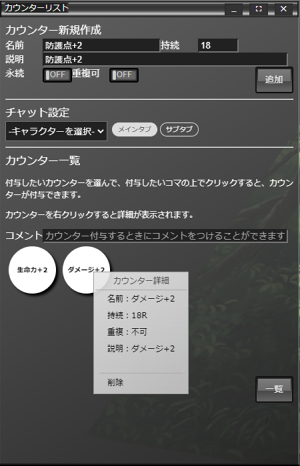 カウンターリスト
カウンター新規作成
名前 防護点+2 持続 18
説明 防護点+2
永続 OFF 重複可 OFF
追加
チャット設定
-キャラクターを選択- メインタブ サブタブ
カウンター一覧
付与したいカウンターを選んで、付与したいコマの上でクリックすると、カウン
ターが付与できます。
カウンターを右クリックすると詳細が表示されます。
コメント カウンター付与するときにコメントをつけることができます
生命力+2 ダメージ+2
カウンター詳細
名前：ダメージ+2
持続：18R
重複：不可
説明：ダメージ+2
削除
一覧